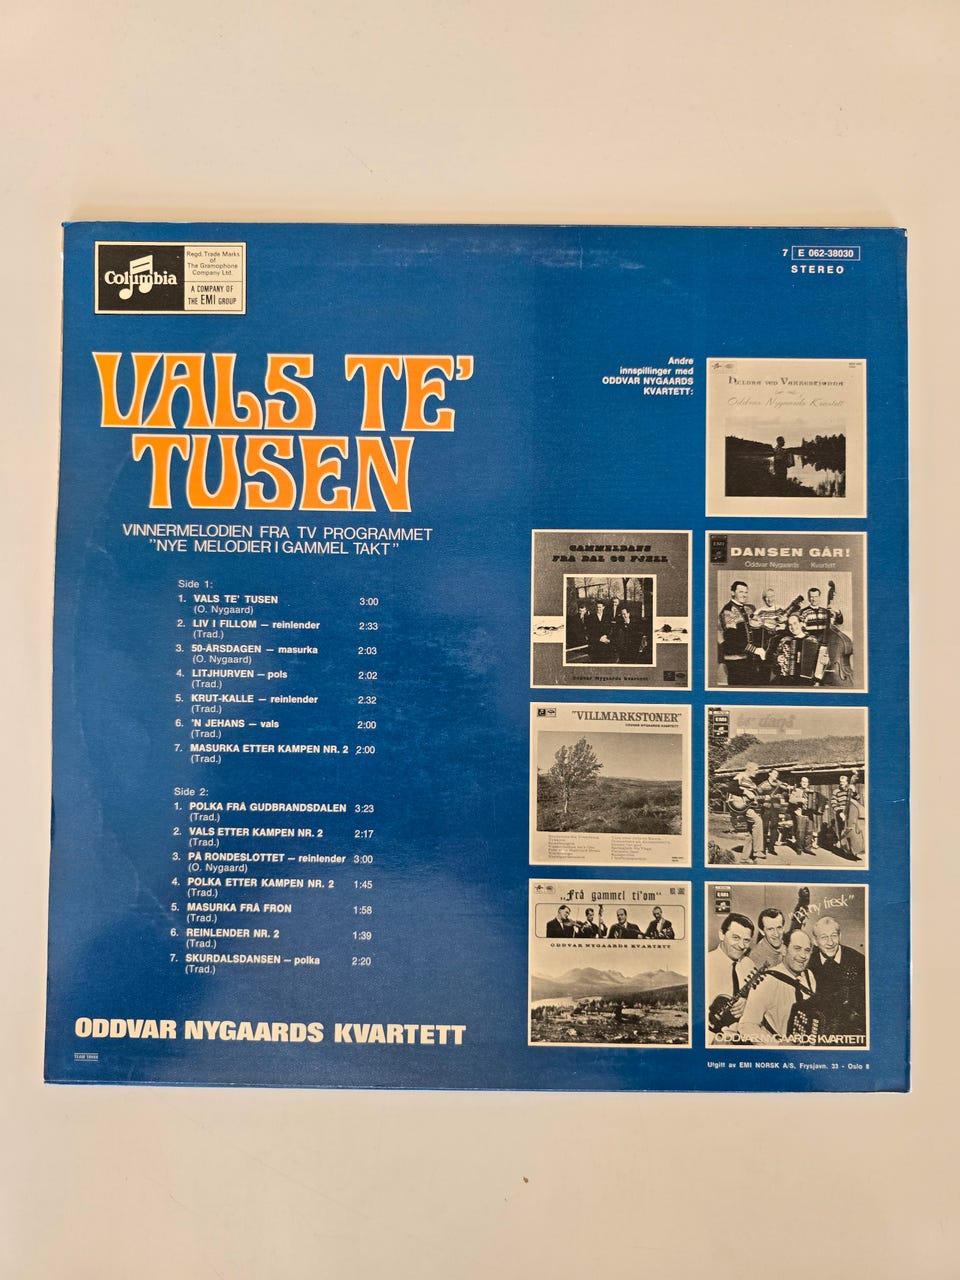 Columbia
Regd. Trade Marks
of
The Gramophone
Company Ltd.
A COMPANY OF
THE EMI GROUP
7 E 062-38030
STEREO
VALS TE'
TUSEN
VINNERMELODIEN FRA TV PROGRAMMET
"NYE MELODIER I GAMMEL TAKT"
Side 1:
1. VALS TE' TUSEN 3:00
(O. Nygaard)
2. LIV I FILLOM – reinlender 2:33
(Trad.)
3. 50-ÅRSDAGEN – masurka 2:03
(O. Nygaard)
4. LITJHURVEN – pols 2:02
(Trad.)
5. KRUT-KALLE – reinlender 2.32
(Trad.)
6. 'N JEHANS – vals 2:00
(Trad.)
7. MASURKA ETTER KAMPEN NR. 2 2:00
(Trad.)
Side 2:
1. POLKA FRÅ GUDBRANDSDALEN 3:23
(Trad.)
2. VALS ETTER KAMPEN NR. 2 2:17
(Trad.)
3. PÅ RONDESLOTTET – reinlender 3:00
(O. Nygaard)
4. POLKA ETTER KAMPEN NR. 2 1:45
(Trad.)
5. MASURKA FRÅ FRON 1:58
(Trad.)
6. REINLENDER NR. 2 1:39
(Trad.)
7. SKURDALSDANSEN – polka 2:20
(Trad.)
ODDVAR NYGAARDS KVARTETT
Andre
innspillinger med
ODDVAR NYGAARDS
KVARTETT:
Oddvar Nygaards Kvartett
GAMMELDANS
FRA DAL OG FJELL
Oddvar Nygaards kvartett
EMI
DANSEN GÅR!
Oddvar Nygaards Kvartett
"VILLMARKSTONER"
ODDVAR NYGAARDS KVARTETT
EMI
te' dans
"Frå gammel ti'om"
ODDVAR NYGAARDS KVARTETT
EMI
ny fresk"
ODDVAR NYGAARDS KVARTETT
Utgitt av EMI NORSK A/S, Frysjavn. 33 - Oslo 8